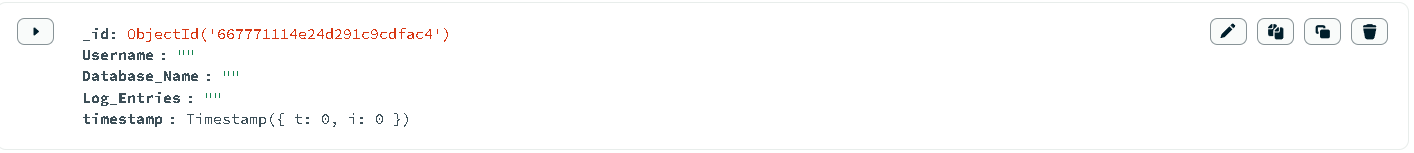 _id: ObjectId('667771114e24d291c9cdfac4')
Username : ""
Database_Name : ""
Log_Entries : ""
timestamp : Timestamp({ t: 0, i: 0 })